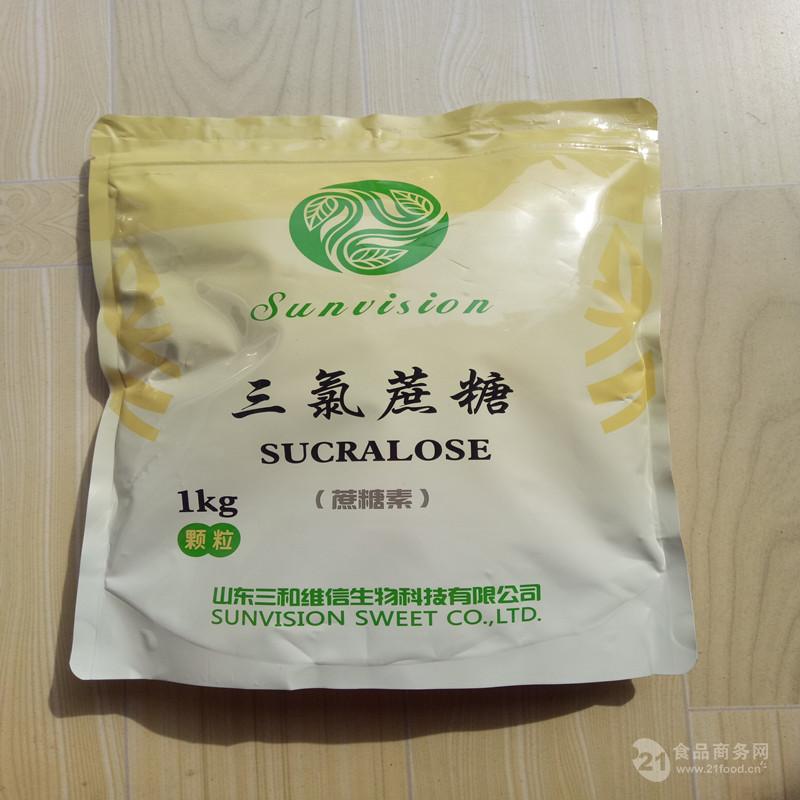 Sunvision
三氯蔗糖
SUCRALOSE
（蔗糖素）
1kg
颗粒
山东三和维信生物科技有限公司
SUNVISION SWEET CO.,LTD.
21 食品商务网
www.21food.cn